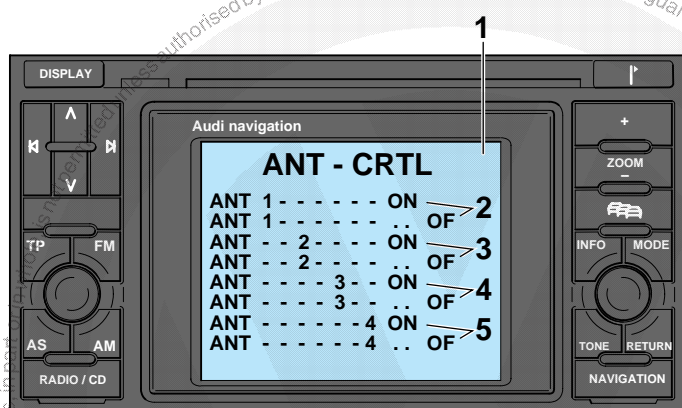 1
DISPLAY
Audi navigation
ANT - CRTL
ANT 1 - - - - - - ON
ANT 1 - - - - - - . . OF
2
ANT - - 2 - - - - ON
ANT - - 2 - - - - . . OF
3
ANT - - - - 3 - - ON
ANT - - - - 3 - - . . OF
4
ANT - - - - - - 4 ON
ANT - - - - - - 4 . . OF
5
+
ZOOM
–
TP
FM
AS
AM
RADIO / CD
INFO
MODE
TONE
RETURN
NAVIGATION